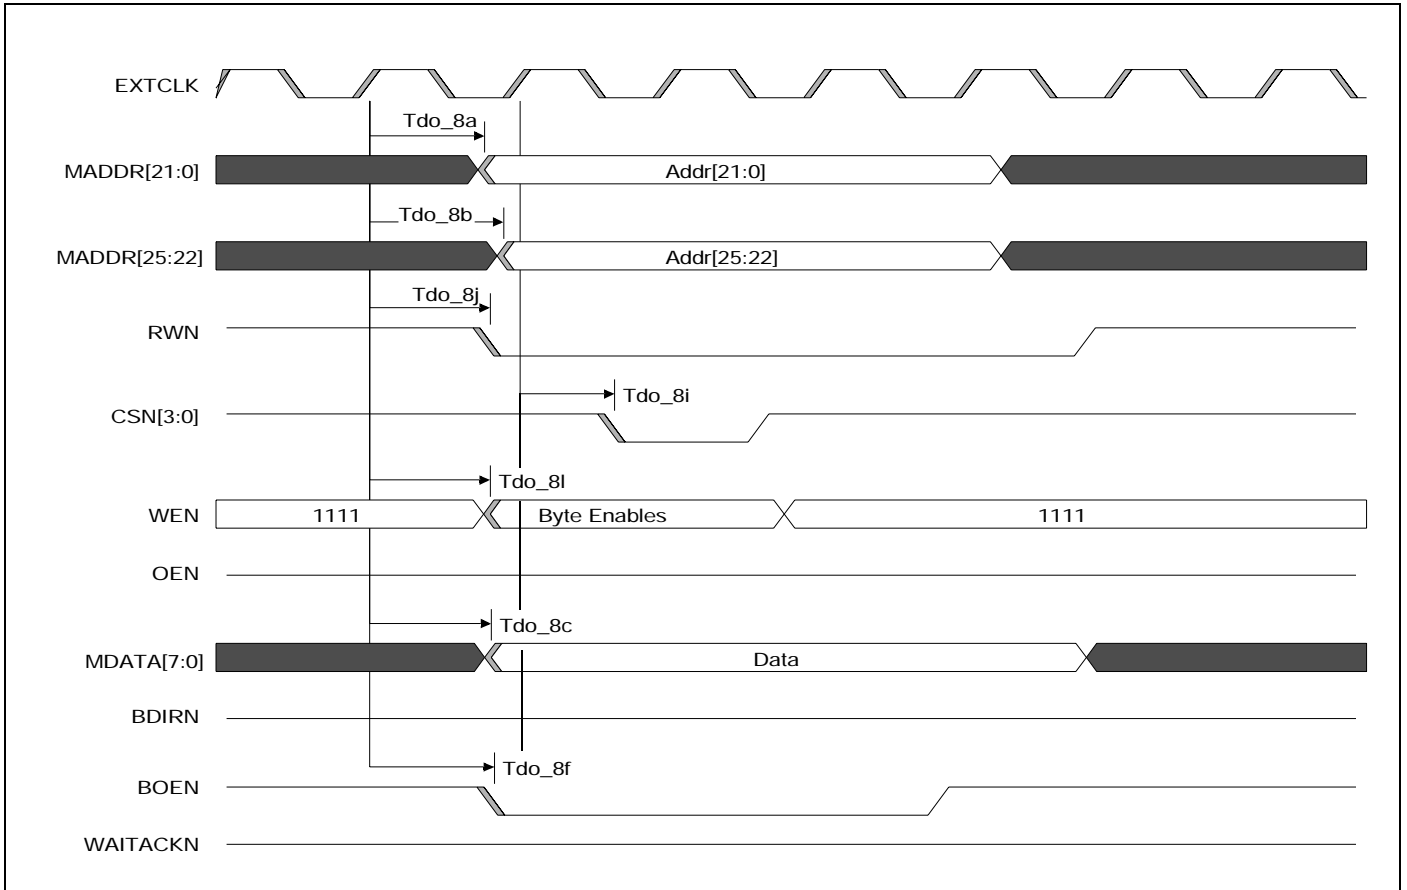 EXTCLK
Tdo_8a
MADDR[21:0]
Addr[21:0]
Tdo_8b
MADDR[25:22]
Addr[25:22]
Tdo_8j
RWN
Tdo_8i
CSN[3:0]
Tdo_8l
WEN 1111 Byte Enables 1111
OEN
Tdo_8c
MDATA[7:0] Data
BDIRN
Tdo_8f
BOEN
WAITACKN